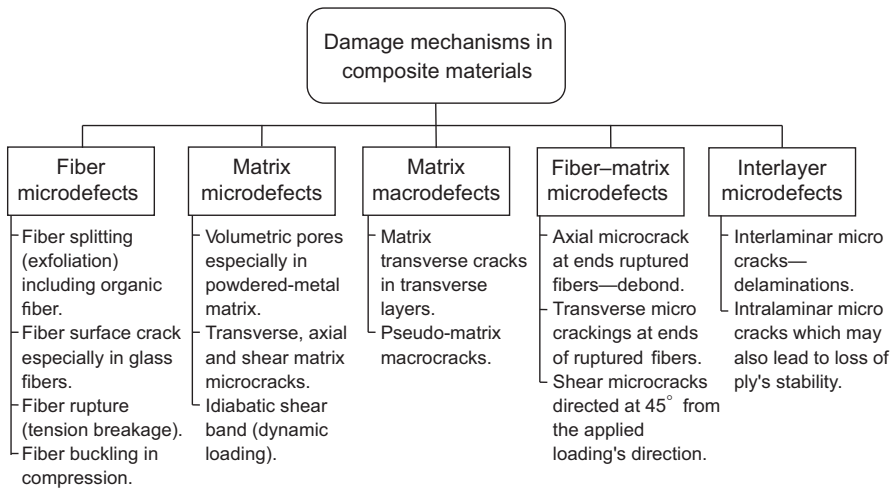 Damage mechanisms in
composite materials
Fiber
microdefects
Fiber splitting
(exfoliation)
including organic
fiber.
Fiber surface crack
especially in glass
fibers.
Fiber rupture
(tension breakage).
Fiber buckling in
compression.
Matrix
microdefects
Volumetric pores
especially in
powdered-metal
matrix.
Transverse, axial
and shear matrix
microcracks.
Idiabatic shear
band (dynamic
loading).
Matrix
macrodefects
Matrix
transverse cracks
in transverse
layers.
Pseudo-matrix
macrocracks.
Fiber–matrix
microdefects
Axial microcrack
at ends ruptured
fibers—debond.
Transverse micro
crackings at ends
of ruptured fibers.
Shear microcracks
directed at 45° from
the applied
loading's direction.
Interlayer
microdefects
Interlaminar micro
cracks—
delaminations.
Intralaminar micro
cracks which may
also lead to loss of
ply's stability.